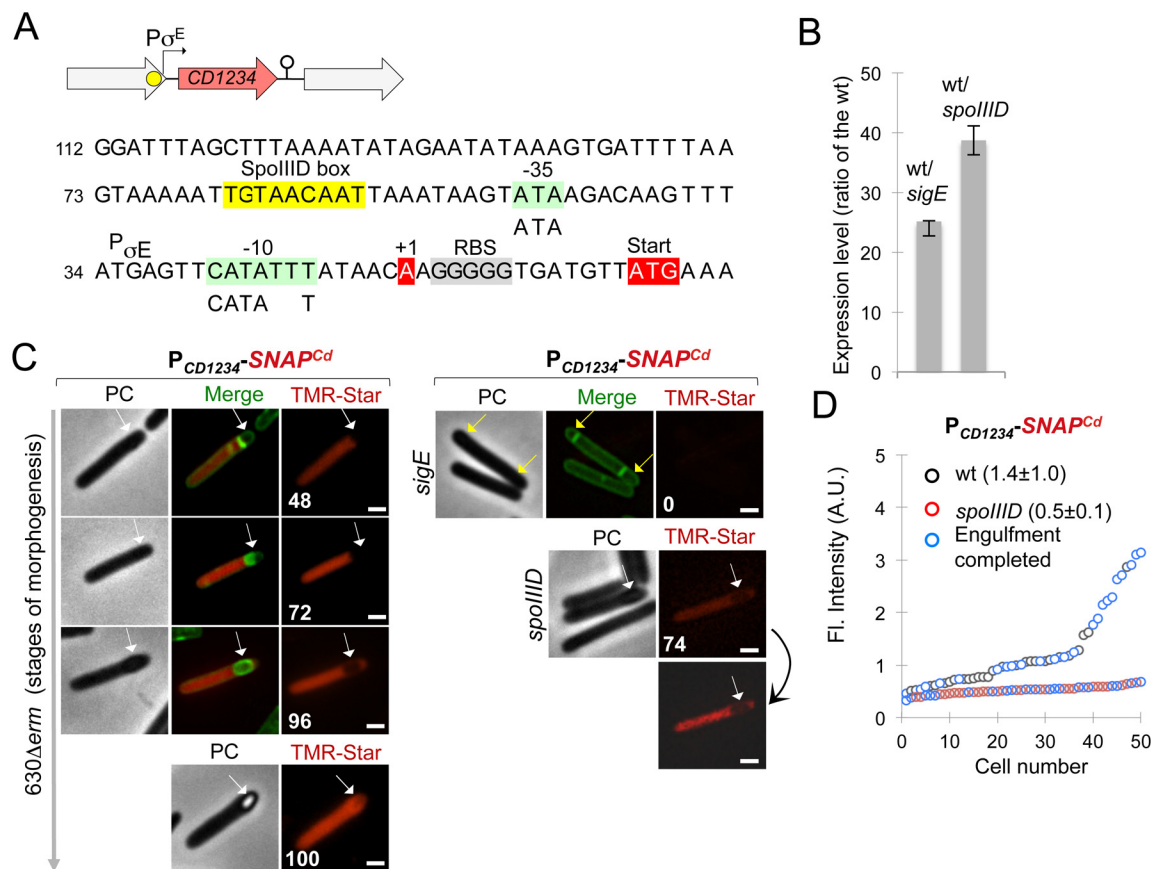 A
PσE
CD1234
112 GGATTTAGCTTTAAAATATAGAATATAAAGTGATTTTAA
SpoIIID box -35
73 GTAAAAATTGTAACAATTAAATAAGTATAAAGACAAGTTT
ATA
PσE -10 +1 RBS Start
34 ATGAGTTCATATTTATAACAAGGGGGTGATGTTATGAAA
CATA T
B
Expression level (ratio of the wt)
60
50
40
30
20
10
0
wt/
sigE
wt/
spoIIID
C
PCD1234-SNAPCd
PC Merge TMR-Star
630Δerm (stages of morphogenesis)
48
72
96
PC TMR-Star
100
PCD1234-SNAPCd
PC Merge TMR-Star
sigE
0
PC TMR-Star
spoIIID
74
D
PCD1234-SNAPCd
Fl. Intensity (A.U.)
5
4
3
2
1
0
wt (1.4±1.0)
spoIIID (0.5±0.1)
Engulfment
completed
0 10 20 30 40 50
Cell number